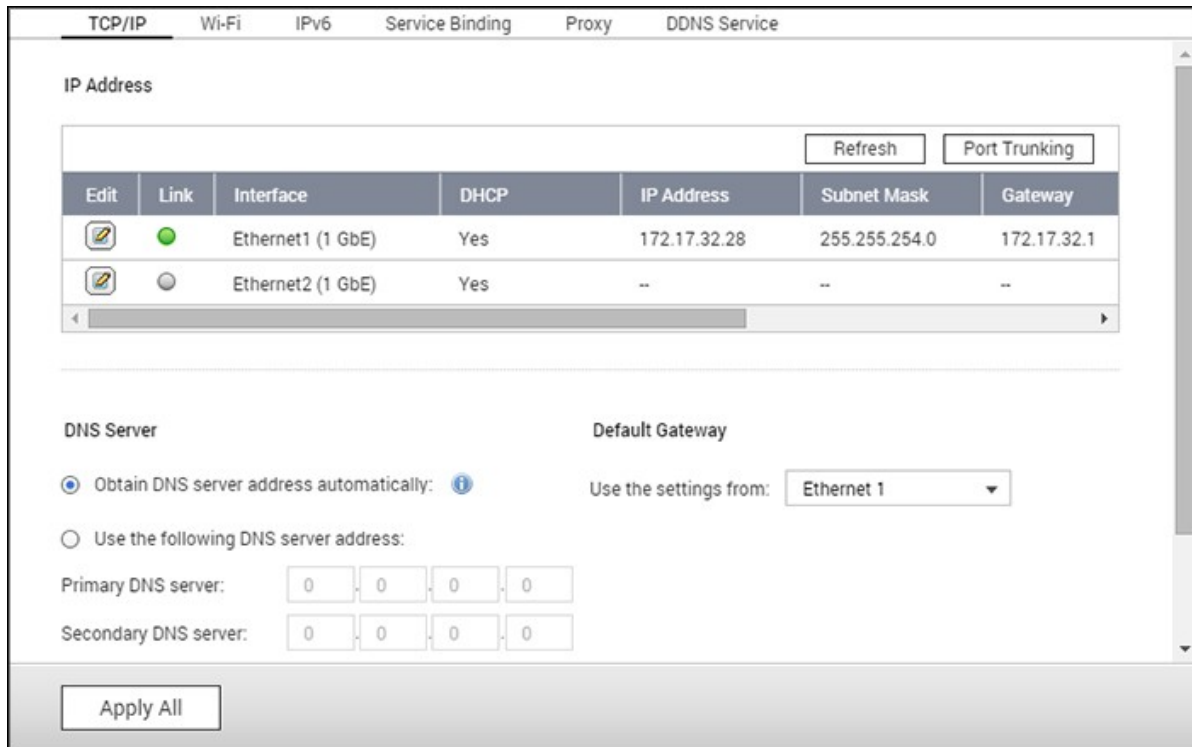 TCP/IP Wi-Fi IPv6 Service Binding Proxy DDNS Service
IP Address
Refresh Port Trunking
Edit Link Interface DHCP IP Address Subnet Mask Gateway
Ethernet1 (1 GbE) Yes 172.17.32.28 255.255.254.0 172.17.32.1
Ethernet2 (1 GbE) Yes -- -- --
DNS Server Default Gateway
Obtain DNS server address automatically: Use the settings from: Ethernet 1
Use the following DNS server address:
Primary DNS server: 0 . 0 . 0 . 0
Secondary DNS server: 0 . 0 . 0 . 0
Apply All